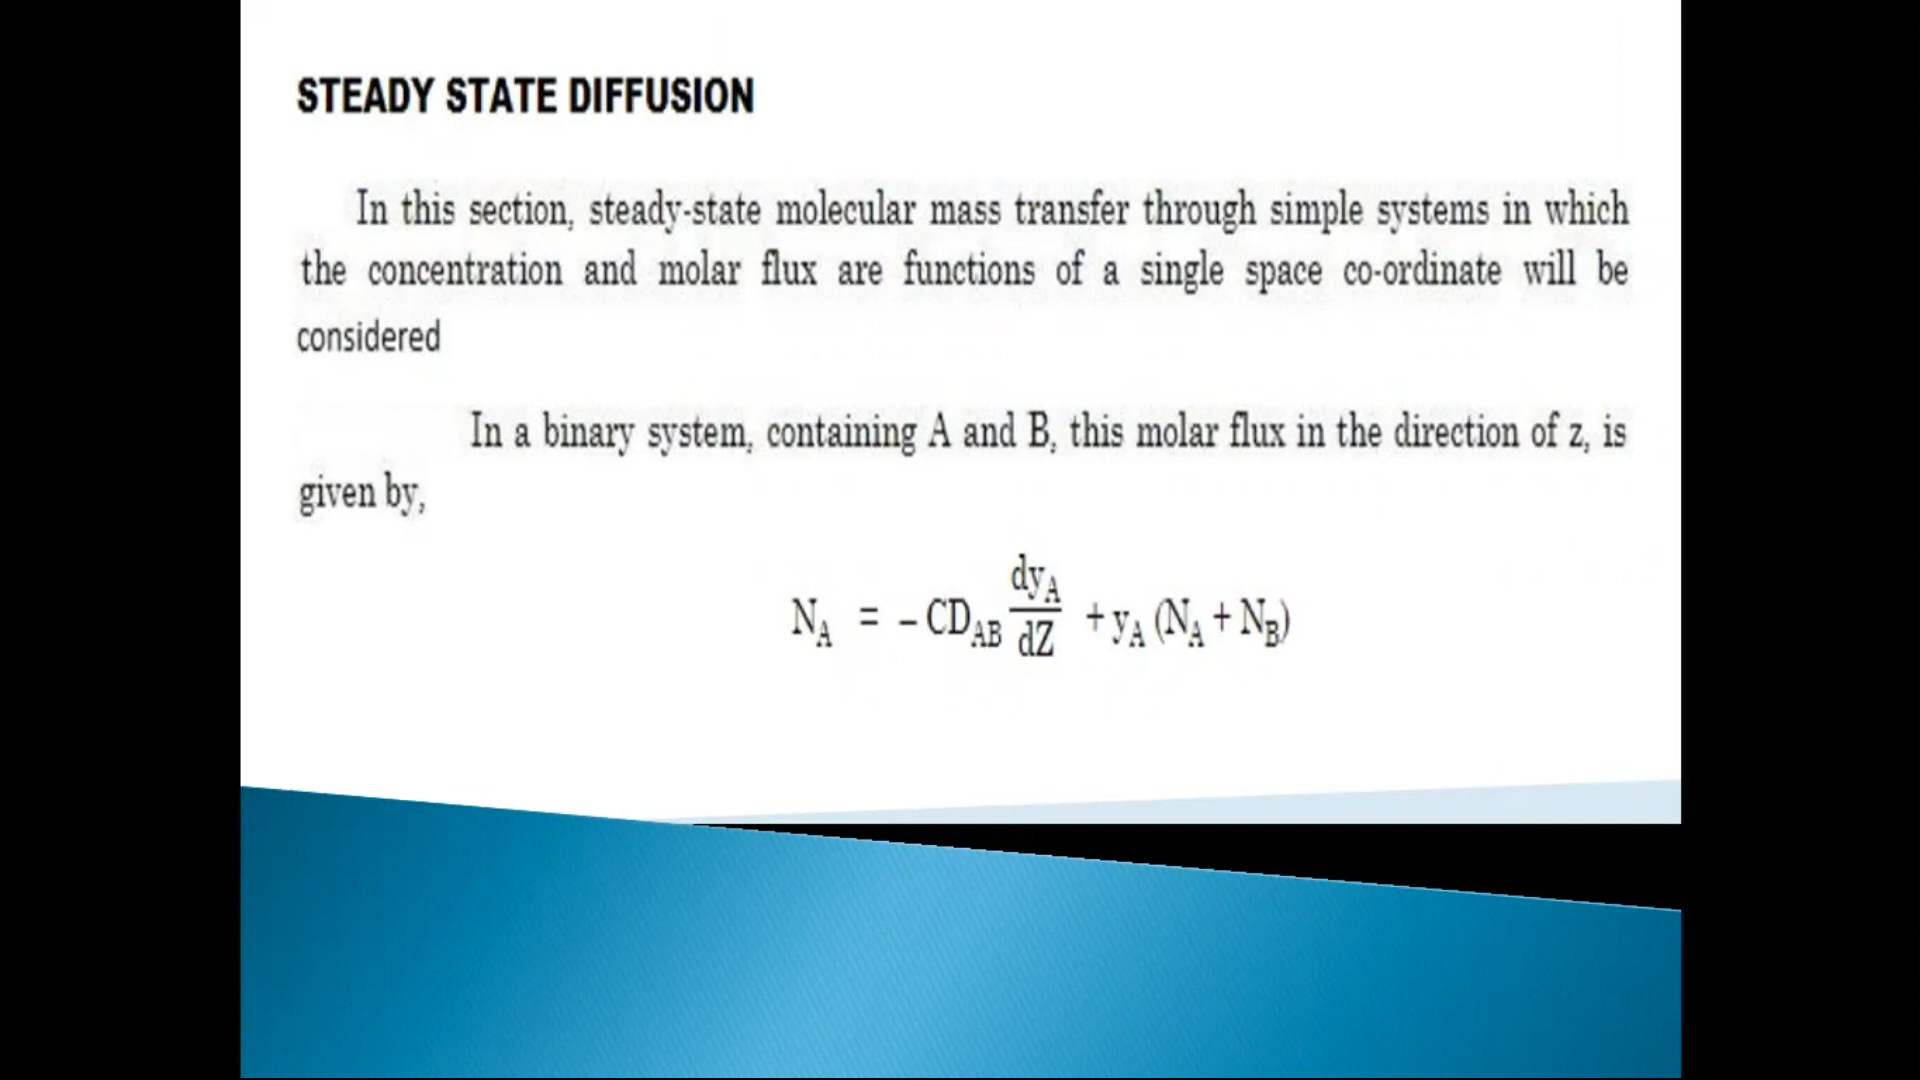 STEADY STATE DIFFUSION
In this section, steady-state molecular mass transfer through simple systems in which
the concentration and molar flux are functions of a single space co-ordinate will be
considered
In a binary system, containing A and B, this molar flux in the direction of z, is
given by,
N_A = – CD_AB dy_A/dZ + y_A (N_A + N_B)